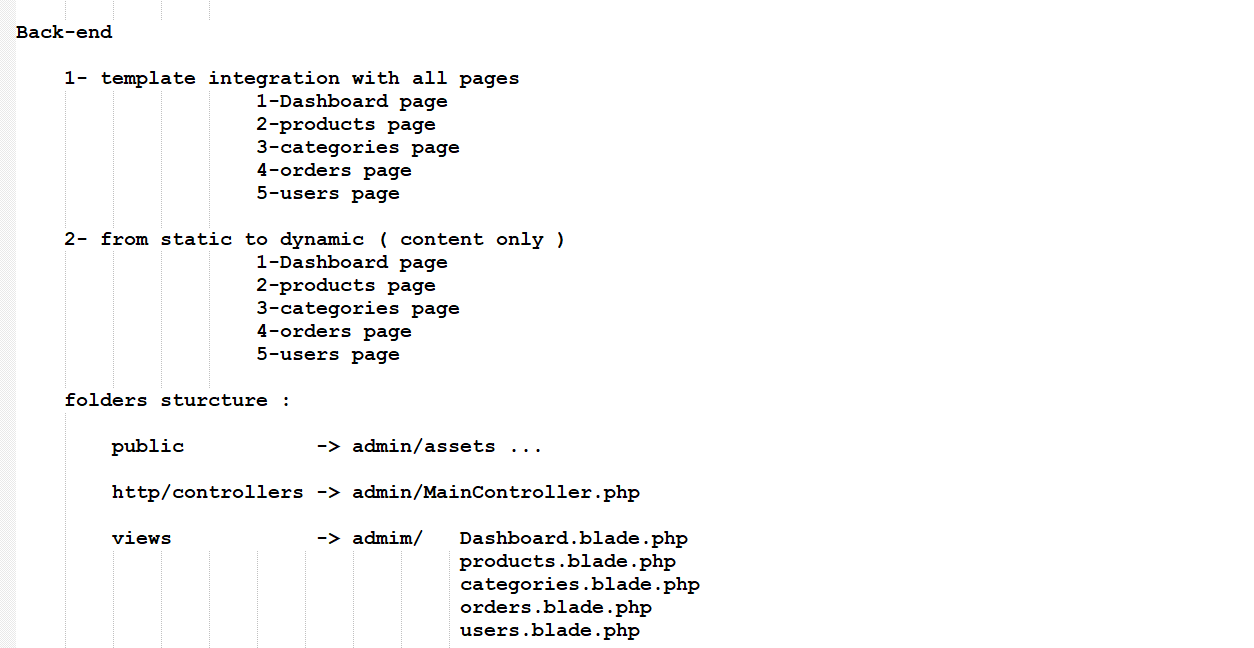 Back-end
1- template integration with all pages
1-Dashboard page
2-products page
3-categories page
4-orders page
5-users page
2- from static to dynamic ( content only )
1-Dashboard page
2-products page
3-categories page
4-orders page
5-users page
folders sturcture :
public -> admin/assets ...
http/controllers -> admin/MainController.php
views -> admim/ Dashboard.blade.php
products.blade.php
categories.blade.php
orders.blade.php
users.blade.php